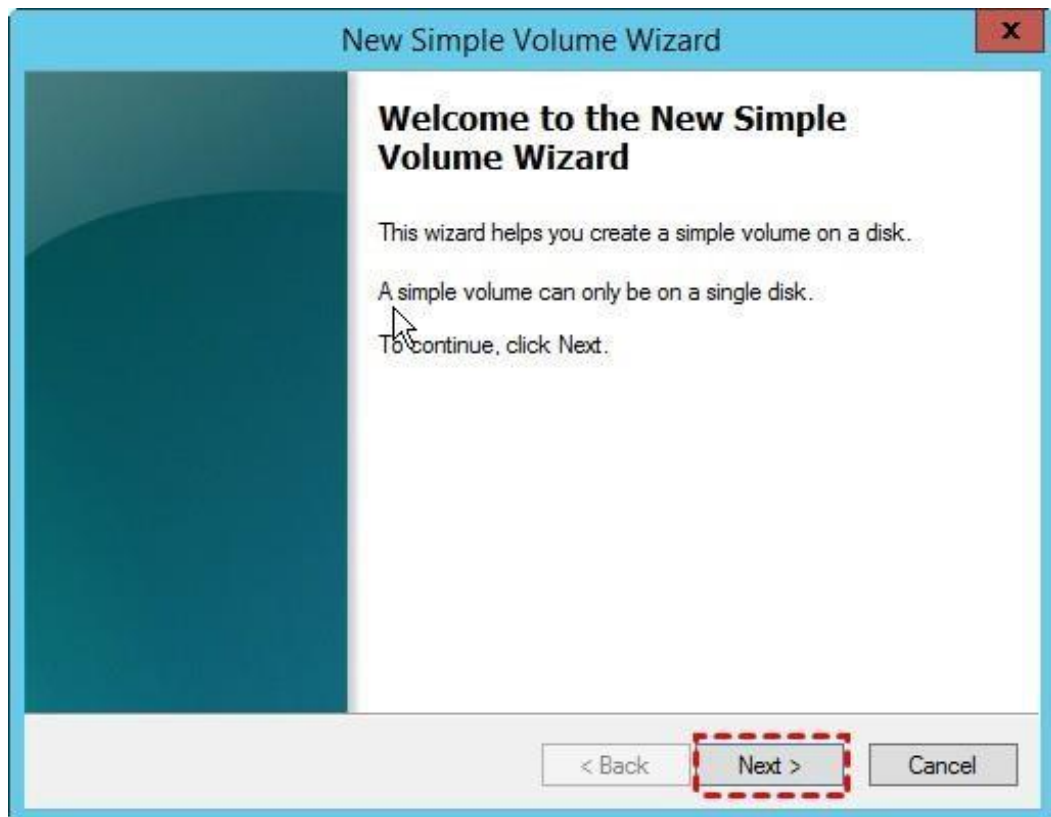 New Simple Volume Wizard
x
Welcome to the New Simple
Volume Wizard
This wizard helps you create a simple volume on a disk.
A simple volume can only be on a single disk.
To continue, click Next.
< Back
Next >
Cancel